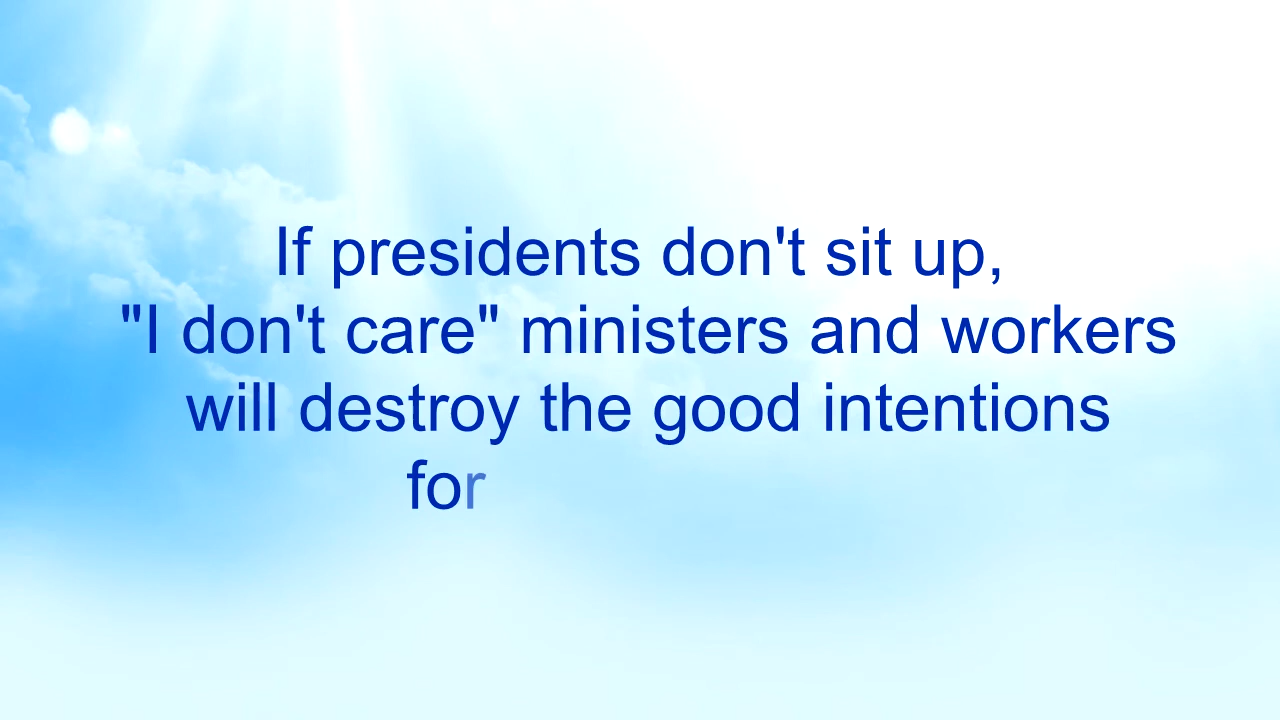 If presidents don't sit up,
"I don't care" ministers and workers
will destroy the good intentions
for